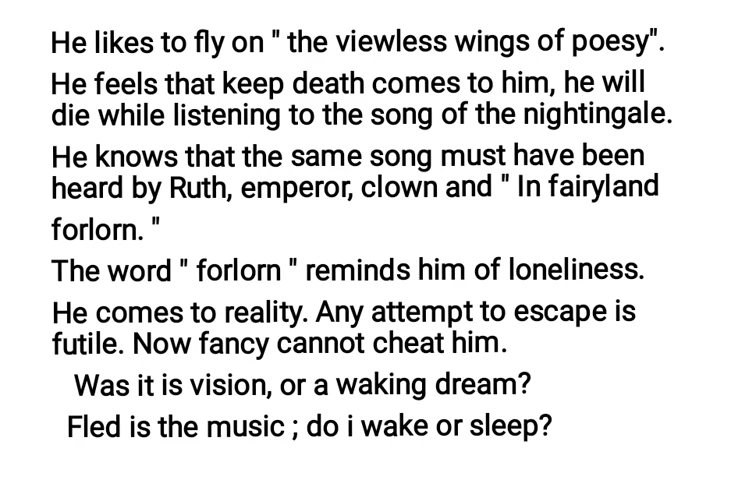 He likes to fly on " the viewless wings of poesy".
He feels that keep death comes to him, he will
die while listening to the song of the nightingale.
He knows that the same song must have been
heard by Ruth, emperor, clown and " In fairyland
forlorn. "
The word " forlorn " reminds him of loneliness.
He comes to reality. Any attempt to escape is
futile. Now fancy cannot cheat him.
Was it is vision, or a waking dream?
Fled is the music ; do i wake or sleep?